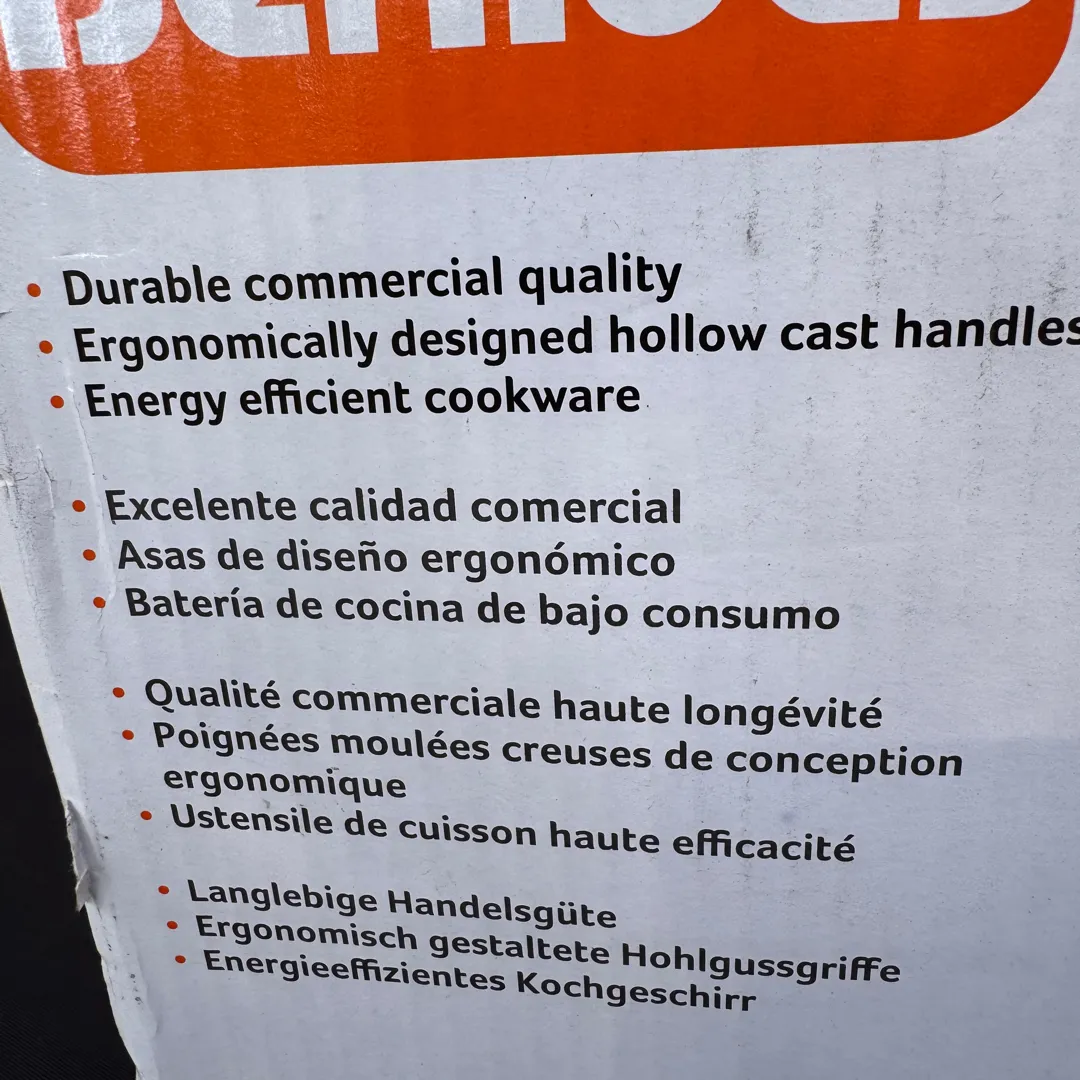 • Durable commercial quality
• Ergonomically designed hollow cast handles
• Energy efficient cookware
• Excelente calidad comercial
• Asas de diseño ergonómico
• Batería de cocina de bajo consumo
• Qualité commerciale haute longévité
• Poignées moulées creuses de conception
ergonomique
• Ustensile de cuisson haute efficacité
• Langlebige Handelsgüte
• Ergonomisch gestaltete Hohlgussgriffe
• Energieeffizientes Kochgeschirr